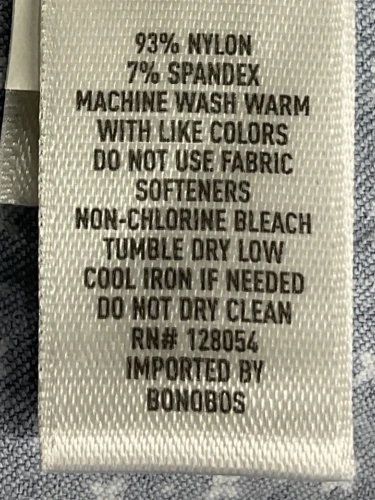 93% NYLON
7% SPANDEX
MACHINE WASH WARM
WITH LIKE COLORS
DO NOT USE FABRIC
SOFTENERS
NON-CHLORINE BLEACH
TUMBLE DRY LOW
COOL IRON IF NEEDED
DO NOT DRY CLEAN
RN# 128054
IMPORTED BY
BONOBOS